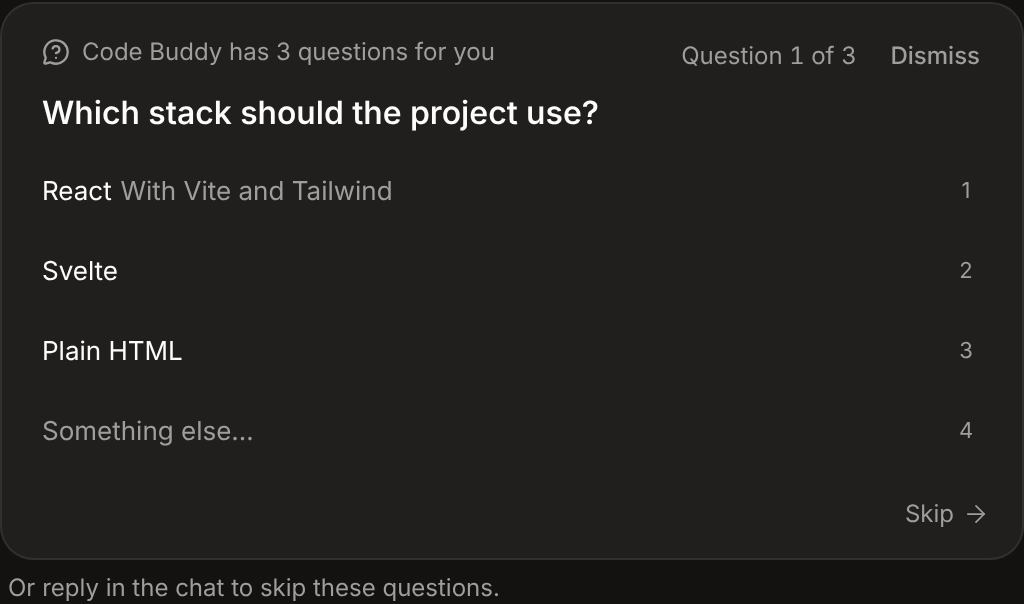 Code Buddy has 3 questions for you
Question 1 of 3 Dismiss
Which stack should the project use?
React With Vite and Tailwind 1
Svelte 2
Plain HTML 3
Something else... 4
Skip →
Or reply in the chat to skip these questions.